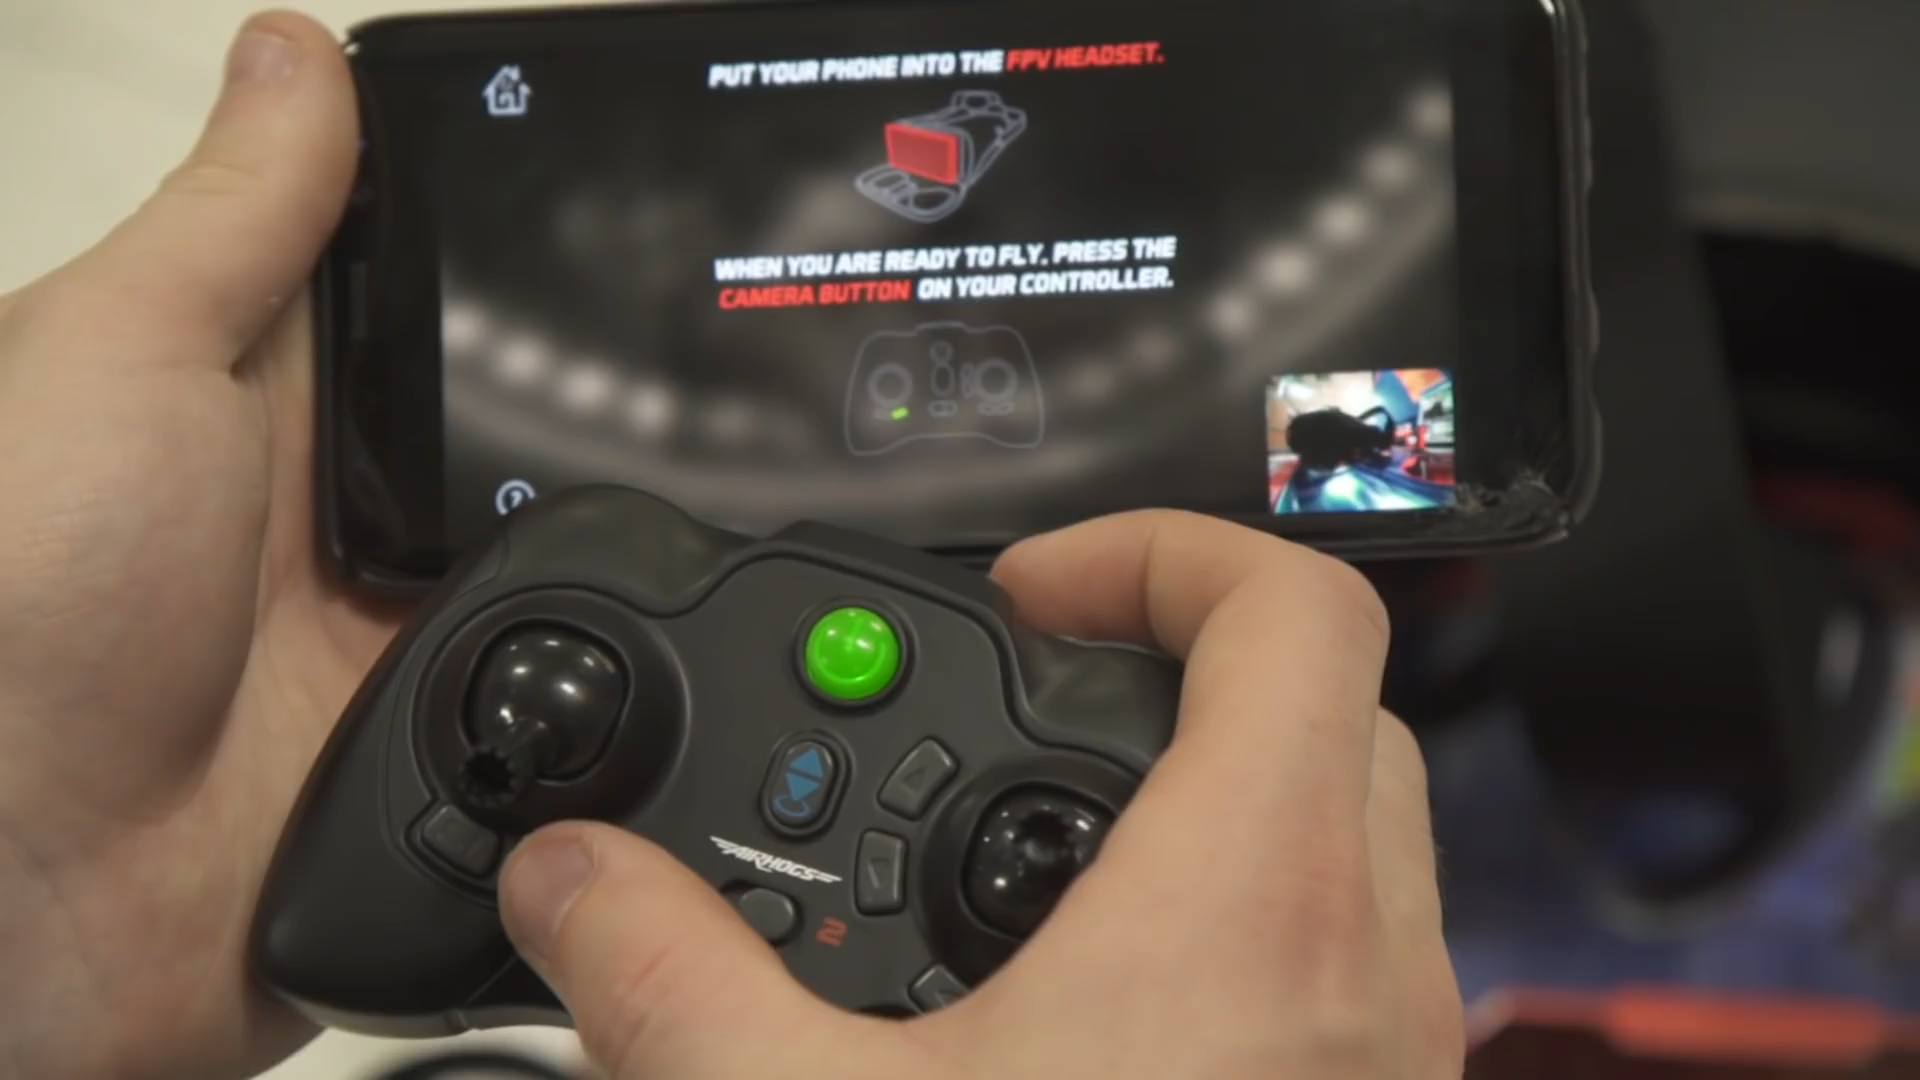 PUT YOUR PHONE INTO THE FPV HEADSET.
WHEN YOU ARE READY TO FLY, PRESS THE
CAMERA BUTTON ON YOUR CONTROLLER.
?
AIRHOGS
2